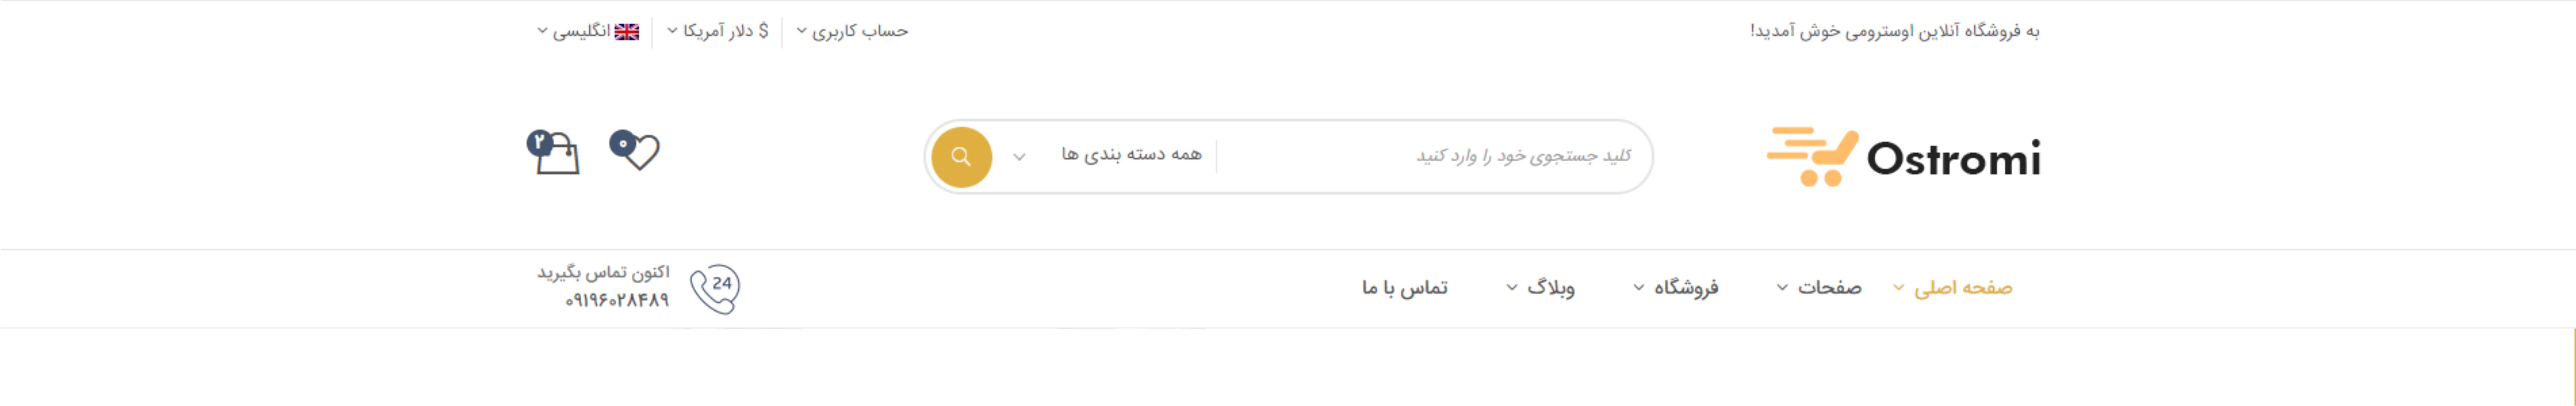 به فروشگاه آنلاین اوسترومی خوش آمدید!
حساب کاربری
$ دلار آمریکا
انگلیسی
Ostromi
کلید جستجوی خود را وارد کنید
همه دسته بندی ها
۰
۲
صفحه اصلی
صفحات
فروشگاه
وبلاگ
تماس با ما
24
اکنون تماس بگیرید
۰۹۱۹۶۰۲۸۴۸۹